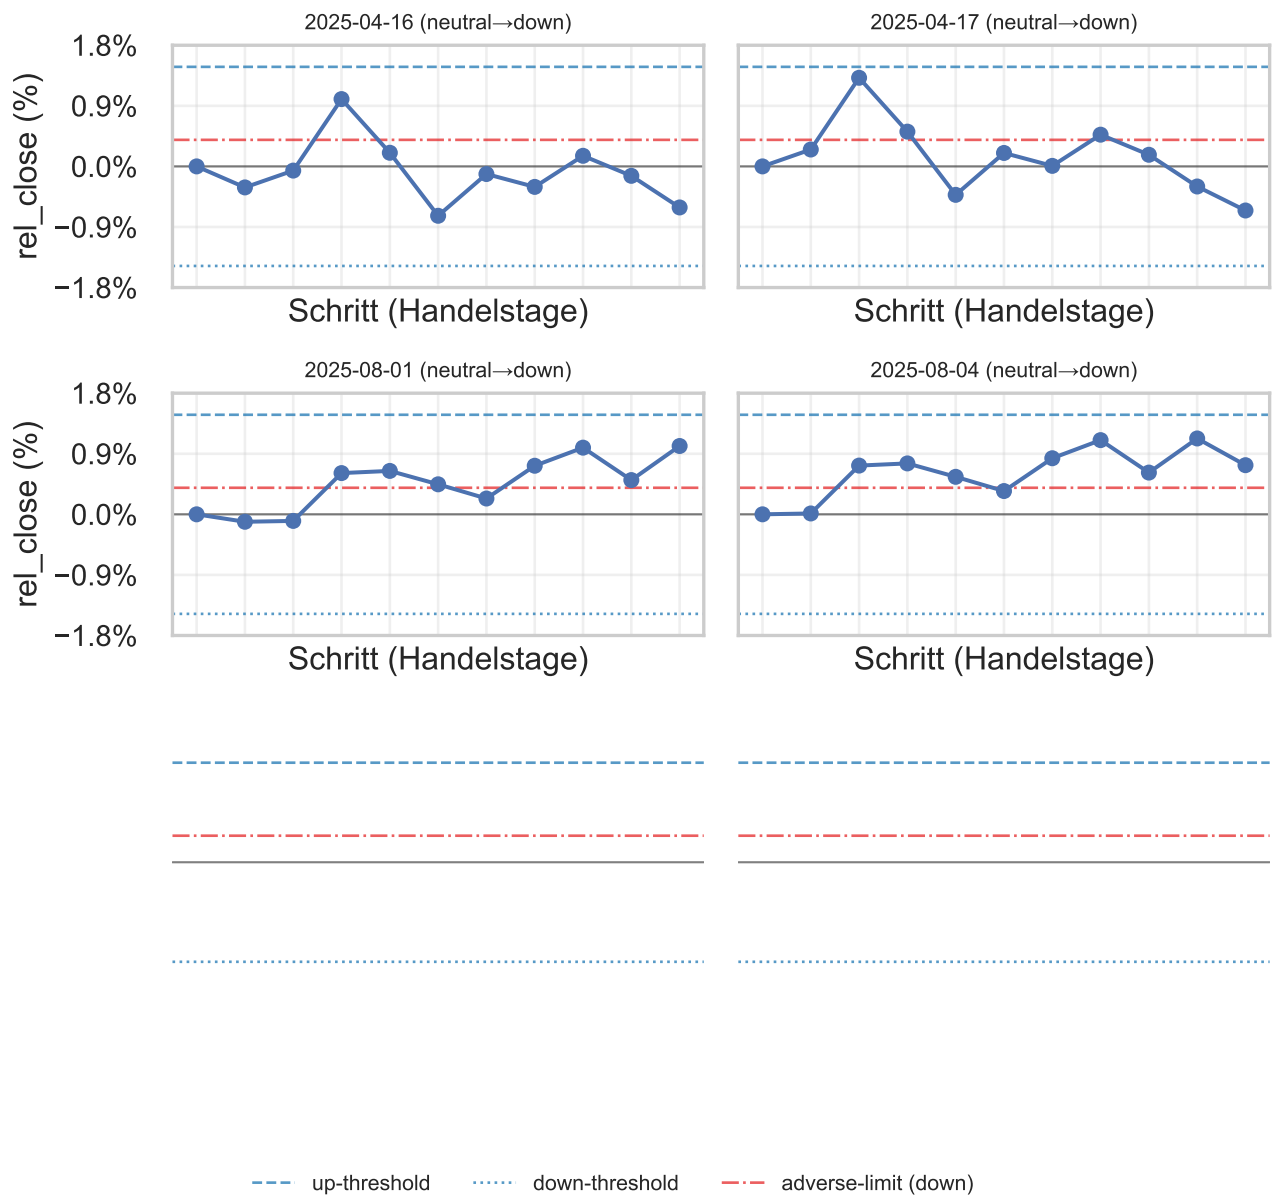 2025-04-16 (neutral→down)
2025-04-17 (neutral→down)
rel_close (%)
1.8%
0.9%
0.0%
−0.9%
−1.8%
Schritt (Handelstage)
Schritt (Handelstage)
2025-08-01 (neutral→down)
2025-08-04 (neutral→down)
rel_close (%)
1.8%
0.9%
0.0%
−0.9%
−1.8%
Schritt (Handelstage)
Schritt (Handelstage)
up-threshold
down-threshold
adverse-limit (down)